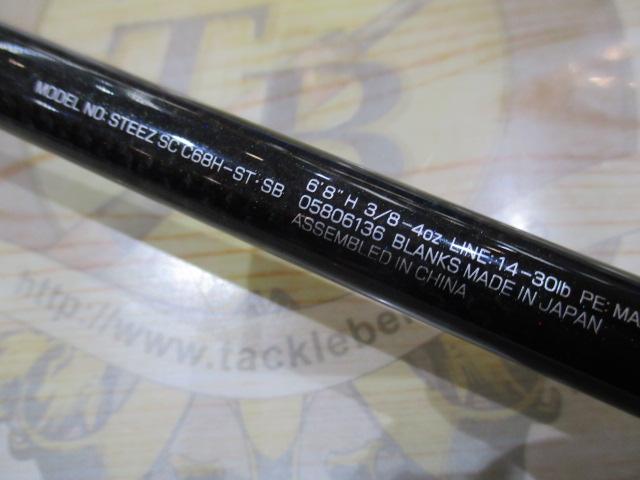 TB
MODEL NO: STEEZ SC C68H-ST・SB
6'8" H 3/8-4oz LINE:14-30lb PE: MA
05806136 BLANKS MADE IN JAPAN
ASSEMBLED IN CHINA
http://www.tacklebe